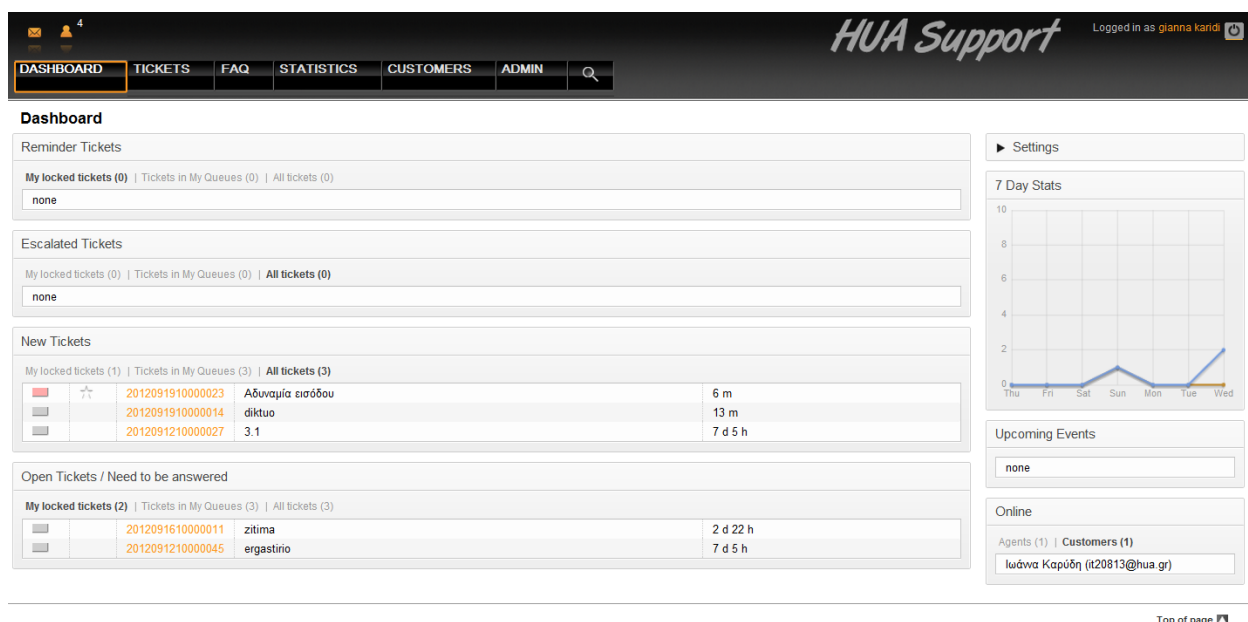 4
HUA Support
Logged in as gianna karidi
DASHBOARD TICKETS FAQ STATISTICS CUSTOMERS ADMIN
Dashboard
Reminder Tickets
My locked tickets (0) | Tickets in My Queues (0) | All tickets (0)
none
Escalated Tickets
My locked tickets (0) | Tickets in My Queues (0) | All tickets (0)
none
New Tickets
My locked tickets (1) | Tickets in My Queues (3) | All tickets (3)
2012091910000023 Αδυναμία εισόδου 6 m
2012091910000014 diktuo 13 m
2012091210000027 3.1 7 d 5 h
Open Tickets / Need to be answered
My locked tickets (2) | Tickets in My Queues (3) | All tickets (3)
2012091610000011 zitima 2 d 22 h
2012091210000045 ergastirio 7 d 5 h
Settings
7 Day Stats
10
8
6
4
2
0
Thu Fri Sat Sun Mon Tue Wed
Upcoming Events
none
Online
Agents (1) | Customers (1)
Ιωάννα Καρύδη (it20813@hua.gr)
Top of page